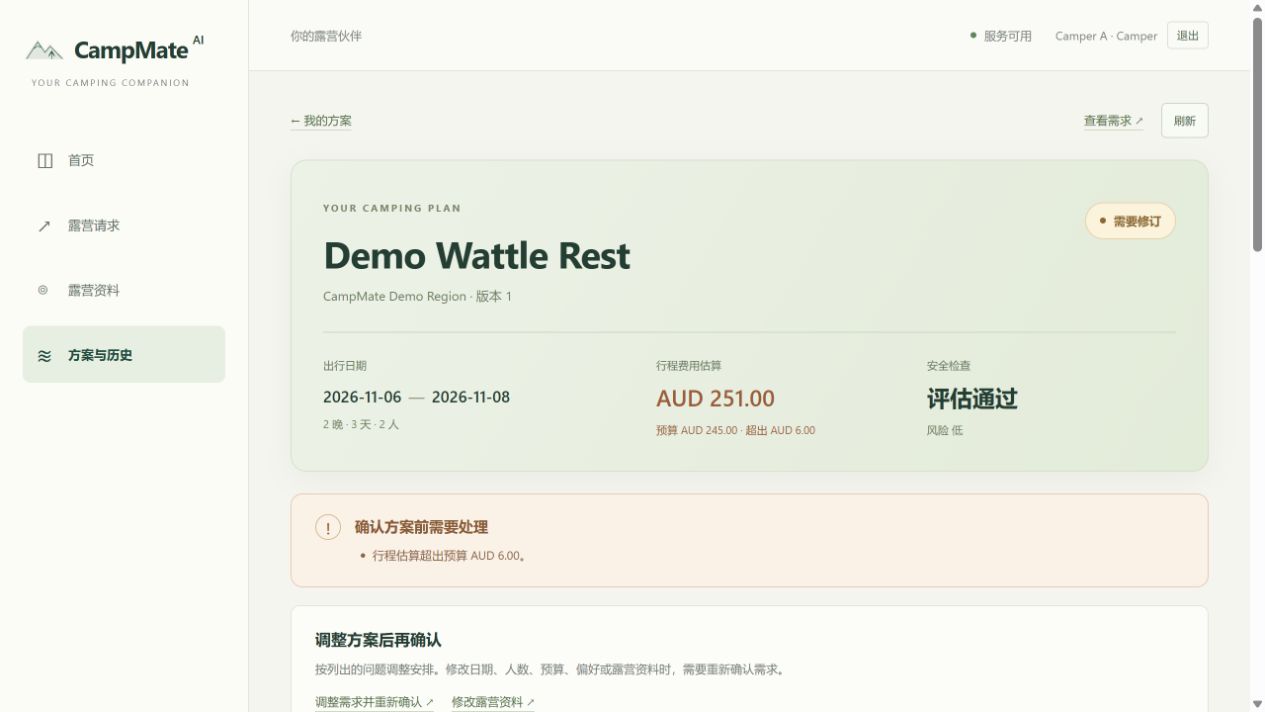 CampMate AI
YOUR CAMPING COMPANION
首页
露营请求
露营资料
方案与历史
你的露营伙伴
服务可用
Camper A · Camper
退出
← 我的方案
查看需求 ↗
刷新
YOUR CAMPING PLAN
需要修订
Demo Wattle Rest
CampMate Demo Region · 版本 1
出行日期
2026-11-06 — 2026-11-08
2 晚 · 3 天 · 2 人
行程费用估算
AUD 251.00
预算 AUD 245.00 · 超出 AUD 6.00
安全检查
评估通过
风险 低
! 确认方案前需要处理
• 行程估算超出预算 AUD 6.00。
调整方案后再确认
按列出的问题调整安排。修改日期、人数、预算、偏好或露营资料时，需要重新确认需求。
调整需求并重新确认 ↗ 修改露营资料 ↗